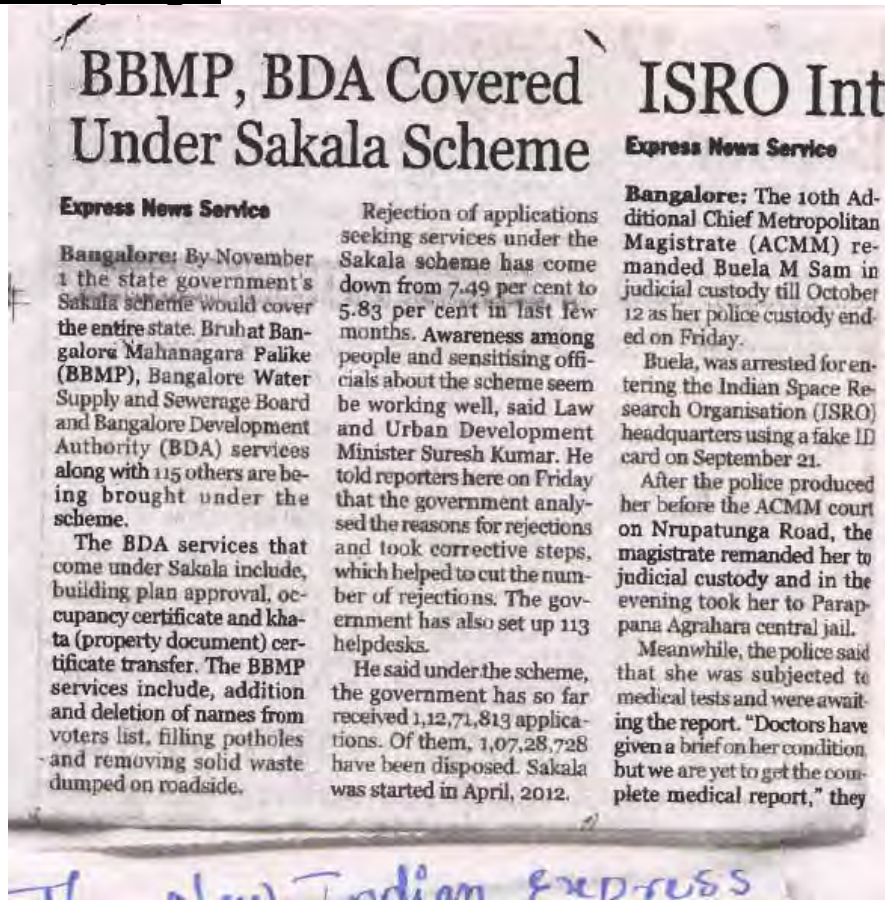 BBMP, BDA Covered
Under Sakala Scheme
Express News Service
Bangalore: By November
1 the state government's
Sakala scheme would cover
the entire state. Bruhat Ban-
galore Mahanagara Palike
(BBMP), Bangalore Water
Supply and Sewerage Board
and Bangalore Development
Authority (BDA) services
along with 115 others are be-
ing brought under the
scheme.
The BDA services that
come under Sakala include,
building plan approval, oc-
cupancy certificate and kha-
ta (property document) cer-
tificate transfer. The BBMP
services include, addition
and deletion of names from
voters list, filling potholes
and removing solid waste
dumped on roadside.
Rejection of applications
seeking services under the
Sakala scheme has come
down from 7.49 per cent to
5.83 per cent in last few
months. Awareness among
people and sensitising offi-
cials about the scheme seem
be working well, said Law
and Urban Development
Minister Suresh Kumar. He
told reporters here on Friday
that the government analy-
sed the reasons for rejections
and took corrective steps,
which helped to cut the num-
ber of rejections. The gov-
ernment has also set up 113
helpdesks.
He said under the scheme,
the government has so far
received 1,12,71,813 applica-
tions. Of them, 1,07,28,728
have been disposed. Sakala
was started in April, 2012.
ISRO Int
Express News Service
Bangalore: The 10th Ad-
ditional Chief Metropolitan
Magistrate (ACMM) re-
manded Buela M Sam in
judicial custody till October
12 as her police custody end-
ed on Friday.
Buela, was arrested for en-
tering the Indian Space Re-
search Organisation (ISRO)
headquarters using a fake ID
card on September 21.
After the police produced
her before the ACMM court
on Nrupatunga Road, the
magistrate remanded her to
judicial custody and in the
evening took her to Parap-
pana Agrahara central jail.
Meanwhile, the police said
that she was subjected to
medical tests and were await-
ing the report. "Doctors have
given a brief on her condition
but we are yet to get the com-
plete medical report," they
The New Indian Express